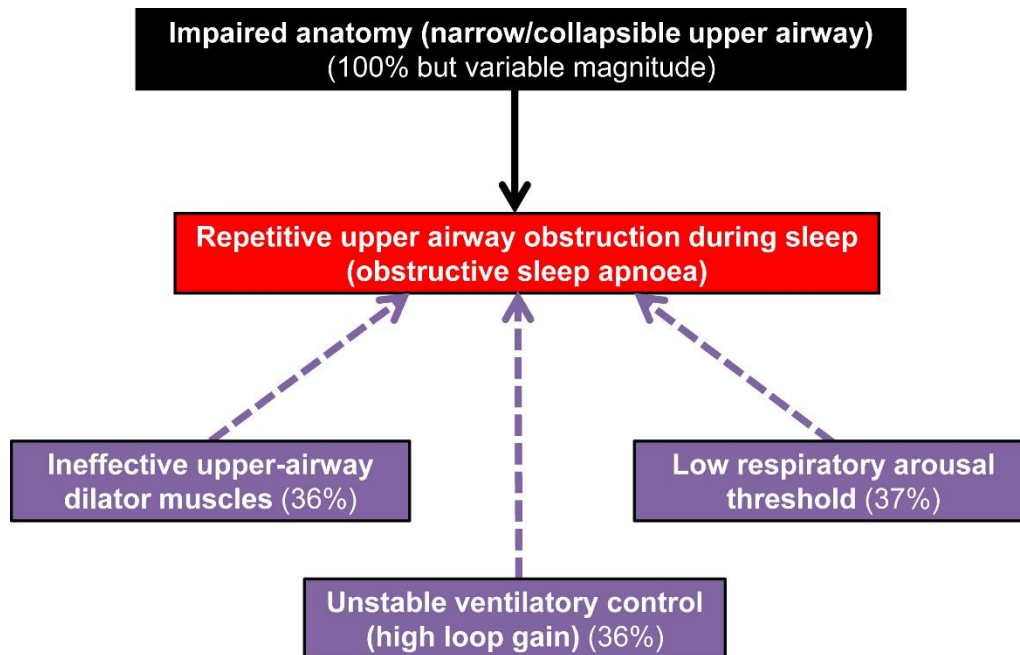 Impaired anatomy (narrow/collapsible upper airway)
(100% but variable magnitude)
Repetitive upper airway obstruction during sleep
(obstructive sleep apnoea)
Ineffective upper-airway
dilator muscles (36%)
Low respiratory arousal
threshold (37%)
Unstable ventilatory control
(high loop gain) (36%)